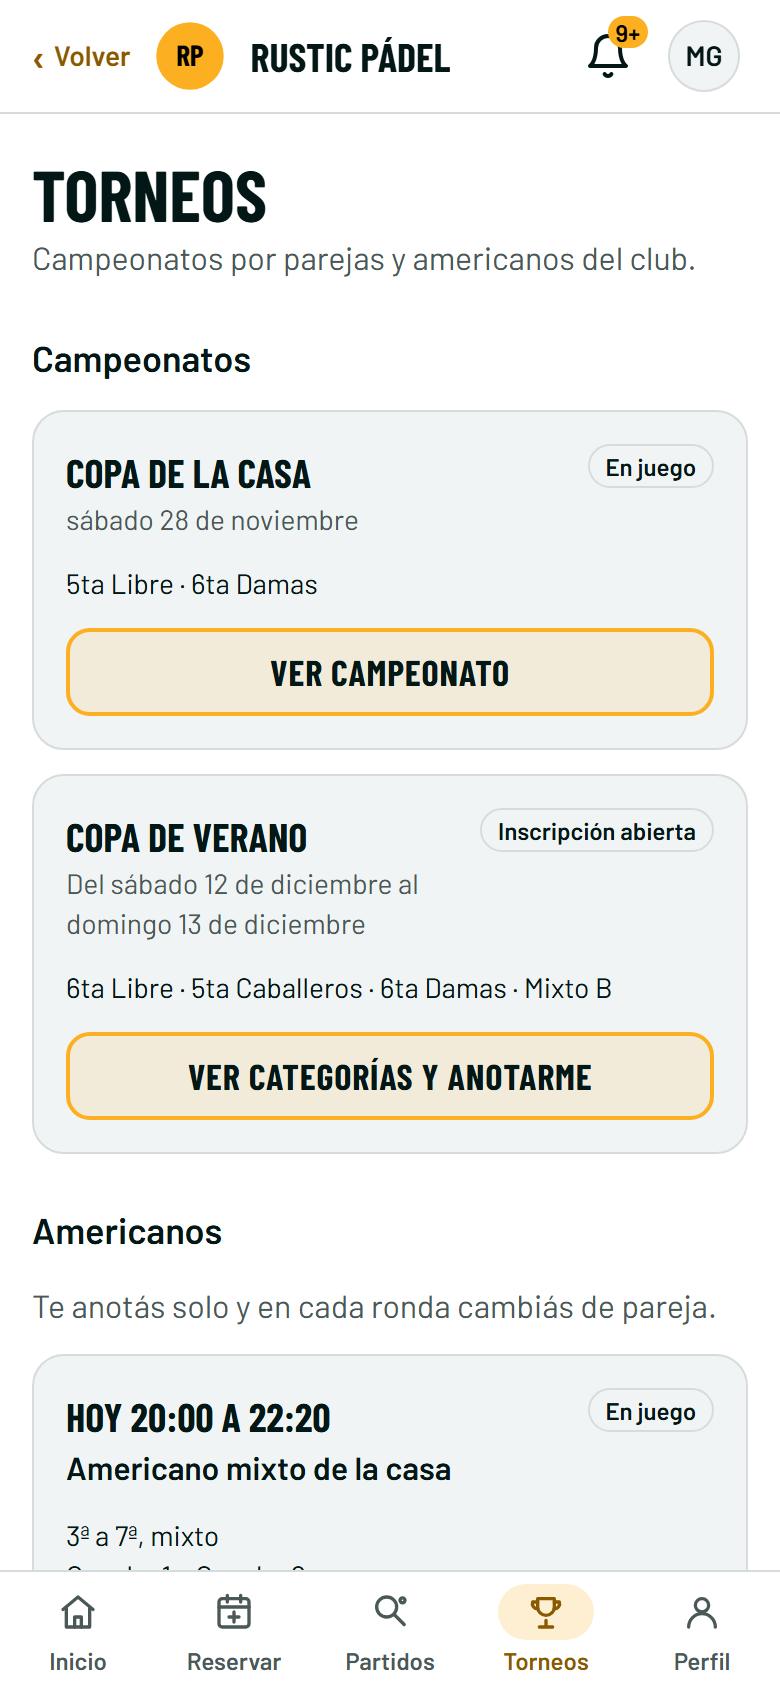 ‹ Volver RP RUSTIC PÁDEL 9+ MG
TORNEOS
Campeonatos por parejas y americanos del club.
Campeonatos
COPA DE LA CASA En juego
sábado 28 de noviembre
5ta Libre · 6ta Damas
VER CAMPEONATO
COPA DE VERANO Inscripción abierta
Del sábado 12 de diciembre al
domingo 13 de diciembre
6ta Libre · 5ta Caballeros · 6ta Damas · Mixto B
VER CATEGORÍAS Y ANOTARME
Americanos
Te anotás solo y en cada ronda cambiás de pareja.
HOY 20:00 A 22:20 En juego
Americano mixto de la casa
3ª a 7ª, mixto
Inicio Reservar Partidos Torneos Perfil